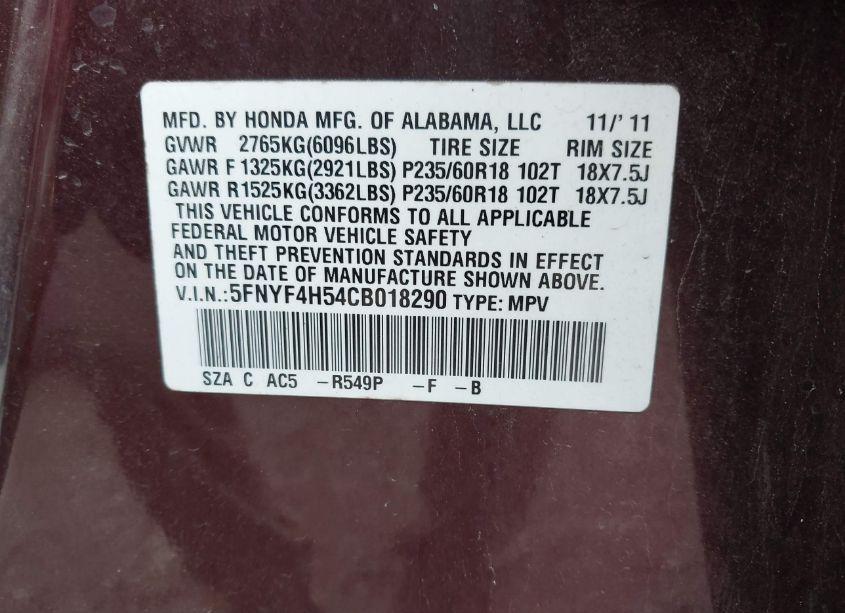 MFD. BY HONDA MFG. OF ALABAMA, LLC 11/' 11
GVWR 2765KG(6096LBS) TIRE SIZE RIM SIZE
GAWR F 1325KG(2921LBS) P235/60R18 102T 18X7.5J
GAWR R1525KG(3362LBS) P235/60R18 102T 18X7.5J
THIS VEHICLE CONFORMS TO ALL APPLICABLE
FEDERAL MOTOR VEHICLE SAFETY
AND THEFT PREVENTION STANDARDS IN EFFECT
ON THE DATE OF MANUFACTURE SHOWN ABOVE.
V.I.N.:5FNYF4H54CB018290 TYPE: MPV
SZA C AC5 -R549P -F -B